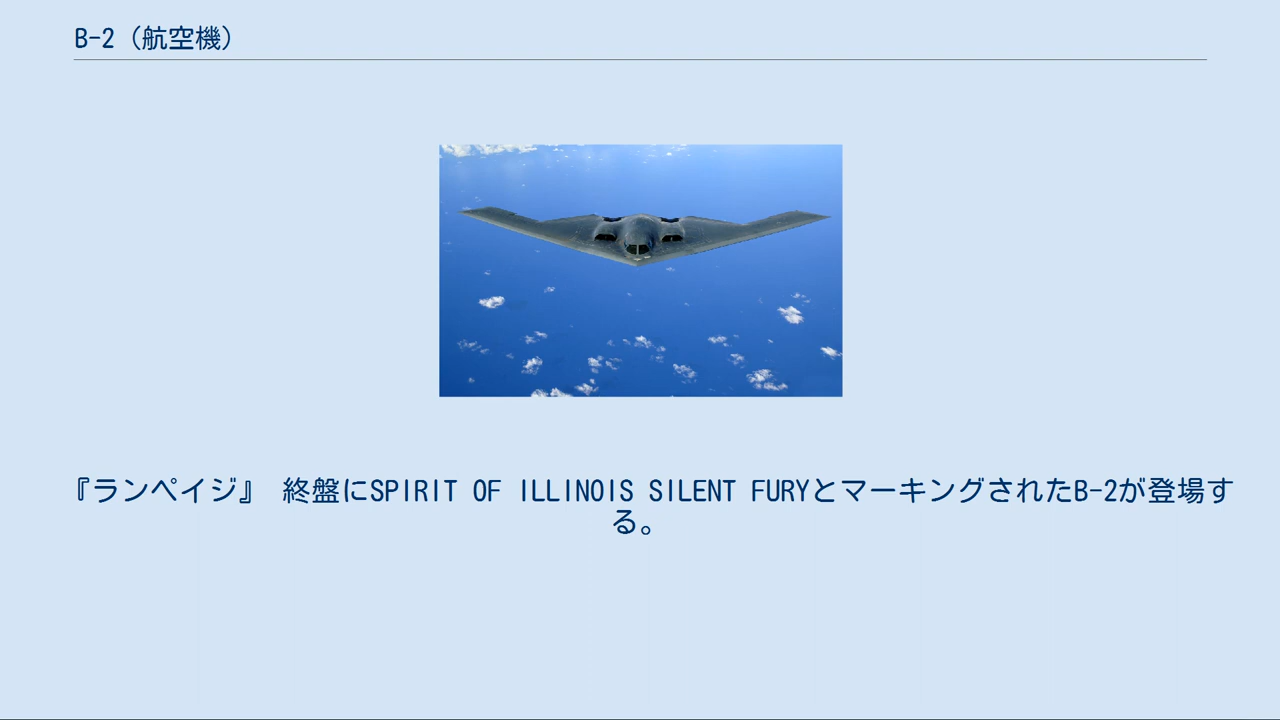 B-2（航空機）
『ランペイジ』 終盤にSPIRIT OF ILLINOIS SILENT FURYとマーキングされたB-2が登場す
る。